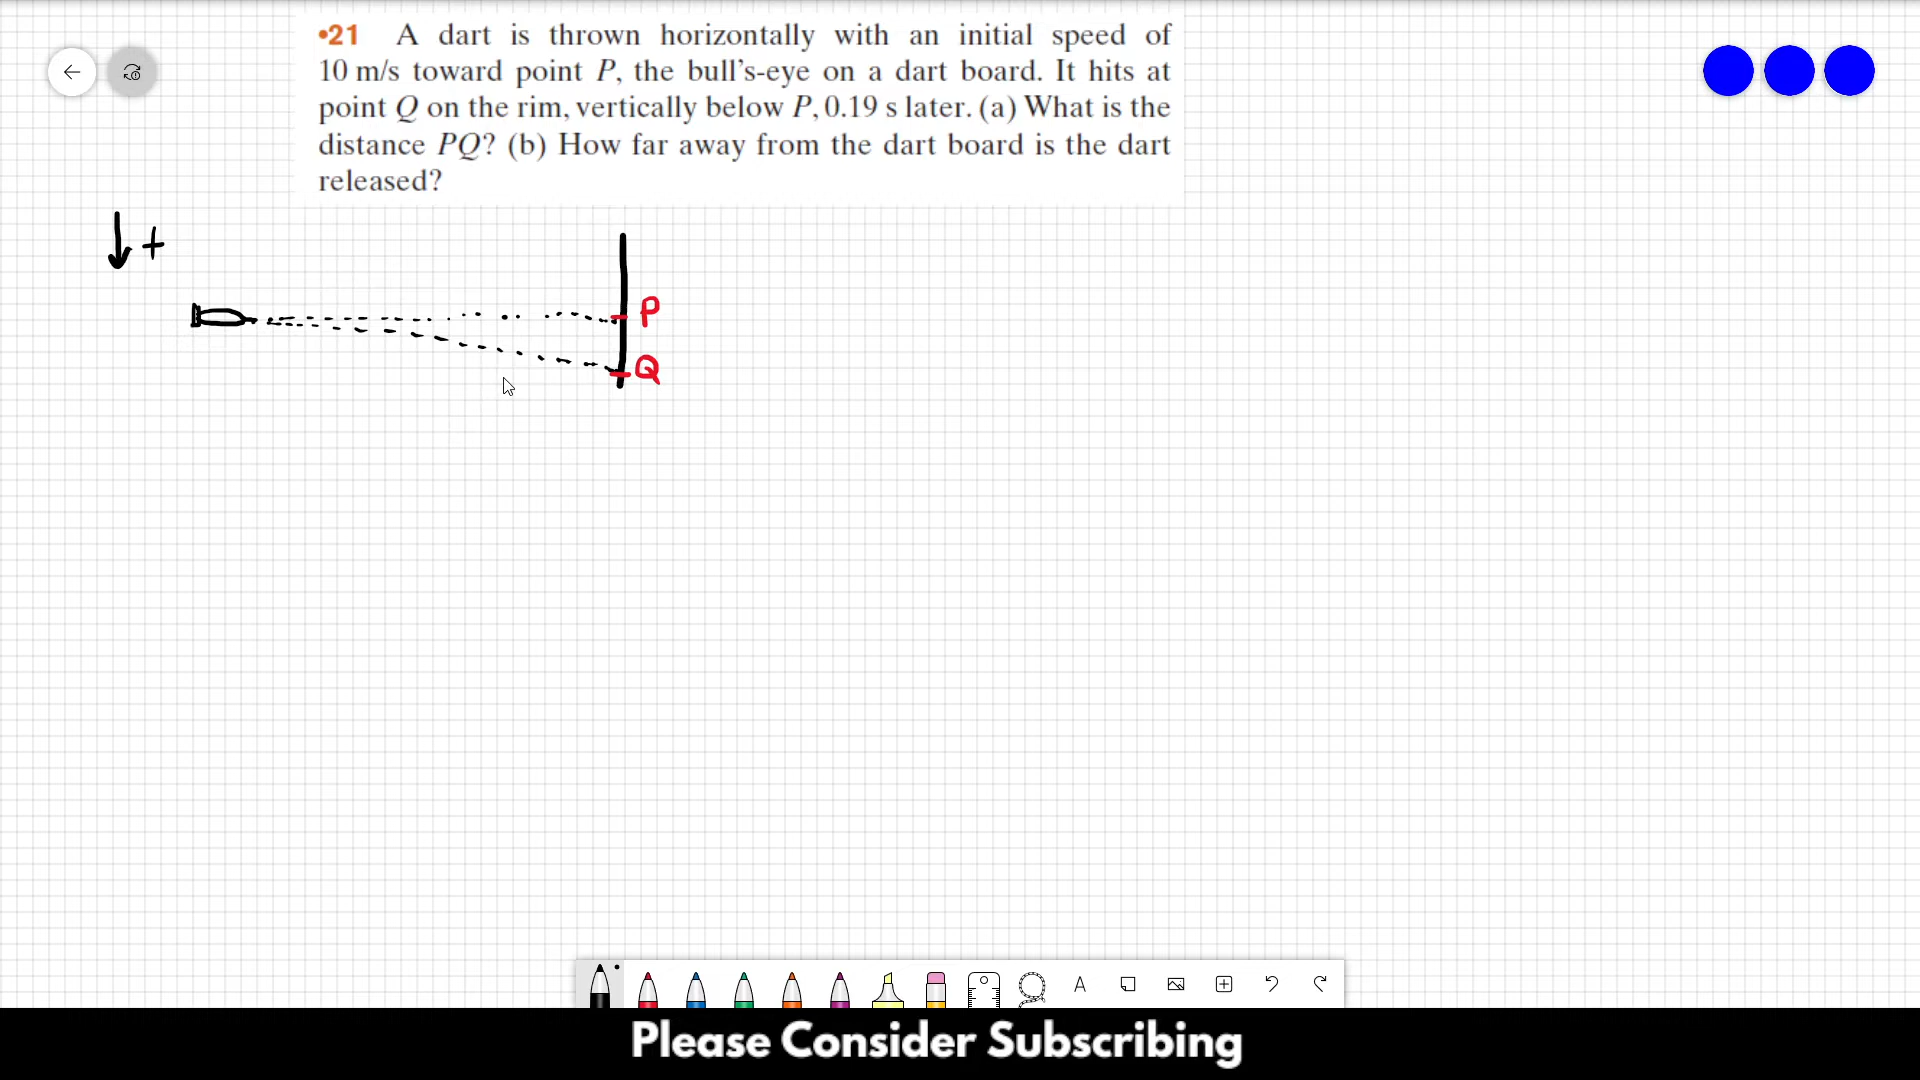 •21 A dart is thrown horizontally with an initial speed of
10 m/s toward point P, the bull's-eye on a dart board. It hits at
point Q on the rim, vertically below P, 0.19 s later. (a) What is the
distance PQ? (b) How far away from the dart board is the dart
released?
+
P
Q
A
Please Consider Subscribing